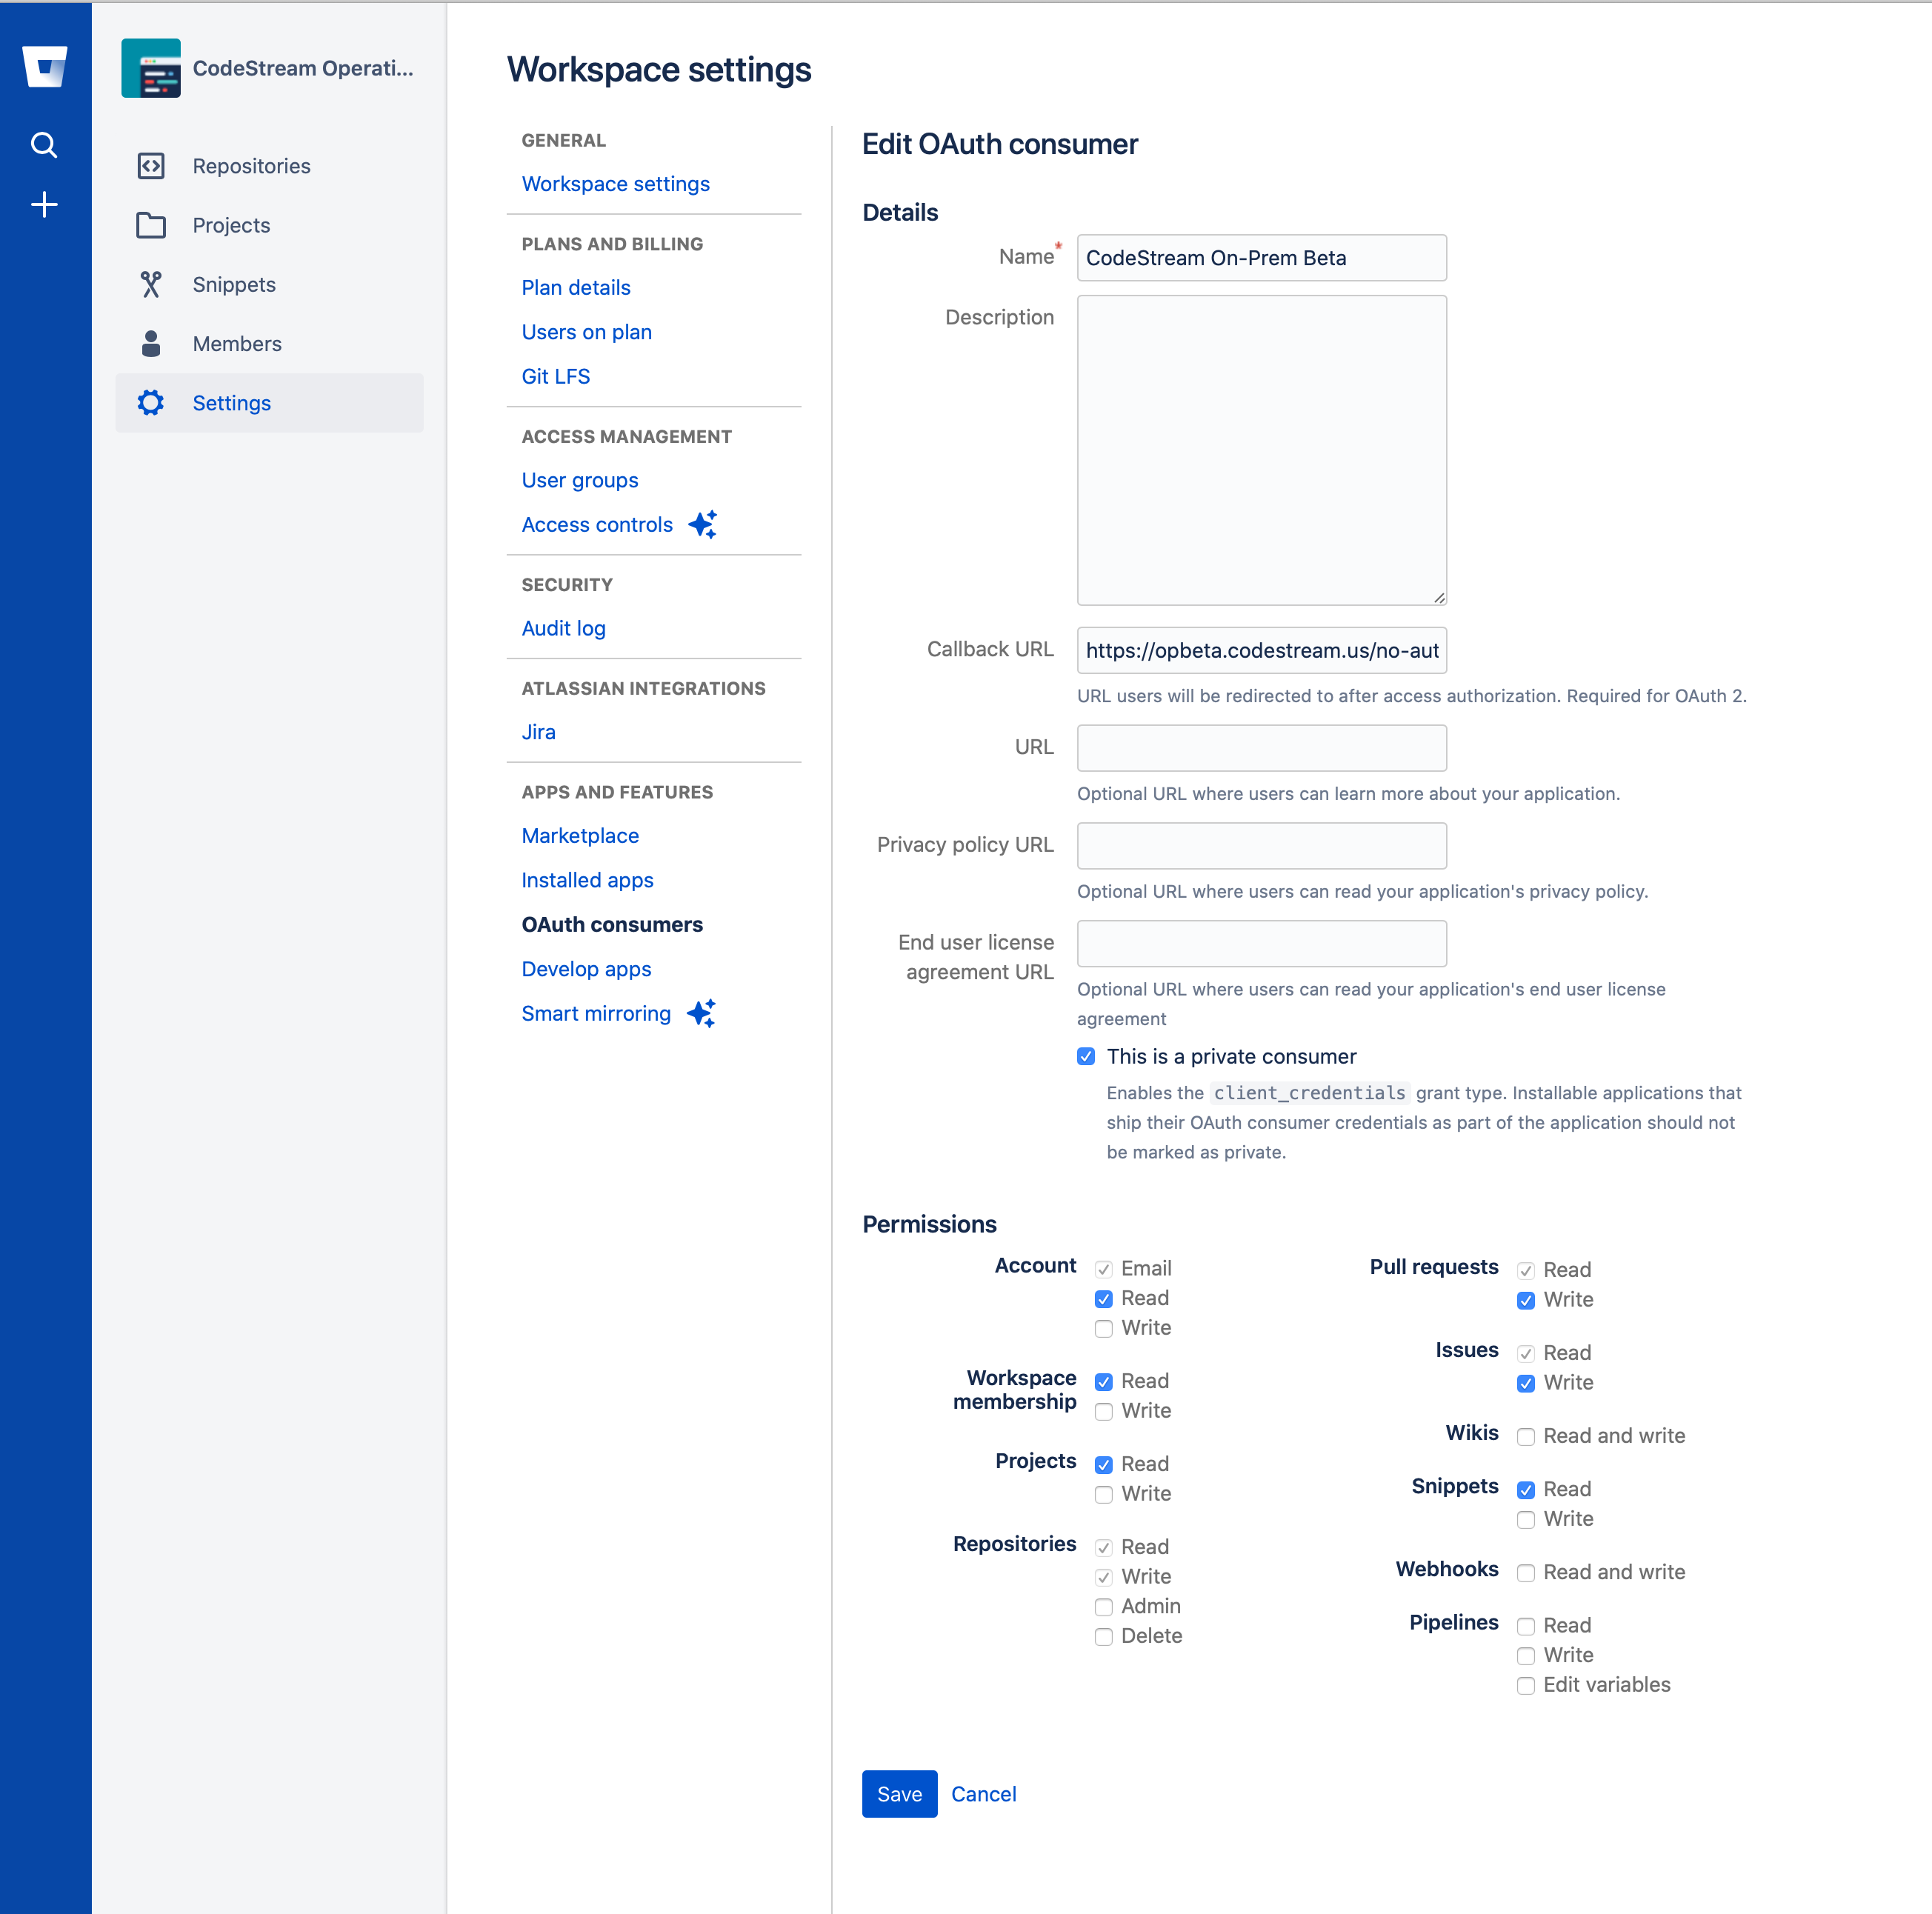 CodeStream Operati...
Repositories
Projects
Snippets
Members
Settings
Workspace settings
GENERAL
Workspace settings
PLANS AND BILLING
Plan details
Users on plan
Git LFS
ACCESS MANAGEMENT
User groups
Access controls
SECURITY
Audit log
ATLASSIAN INTEGRATIONS
Jira
APPS AND FEATURES
Marketplace
Installed apps
OAuth consumers
Develop apps
Smart mirroring
Edit OAuth consumer
Details
Name* CodeStream On-Prem Beta
Description
Callback URL https://opbeta.codestream.us/no-aut
URL users will be redirected to after access authorization. Required for OAuth 2.
URL
Optional URL where users can learn more about your application.
Privacy policy URL
Optional URL where users can read your application's privacy policy.
End user license
agreement URL
Optional URL where users can read your application's end user license
agreement
This is a private consumer
Enables the client_credentials grant type. Installable applications that
ship their OAuth consumer credentials as part of the application should not
be marked as private.
Permissions
Account
Email
Read
Write
Workspace
membership
Read
Write
Projects
Read
Write
Repositories
Read
Write
Admin
Delete
Pull requests
Read
Write
Issues
Read
Write
Wikis
Read and write
Snippets
Read
Write
Webhooks
Read and write
Pipelines
Read
Write
Edit variables
Save
Cancel